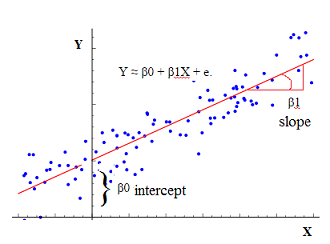 Y
Y ≈ β0 + β1X + e.
β1
slope
β0 intercept
X